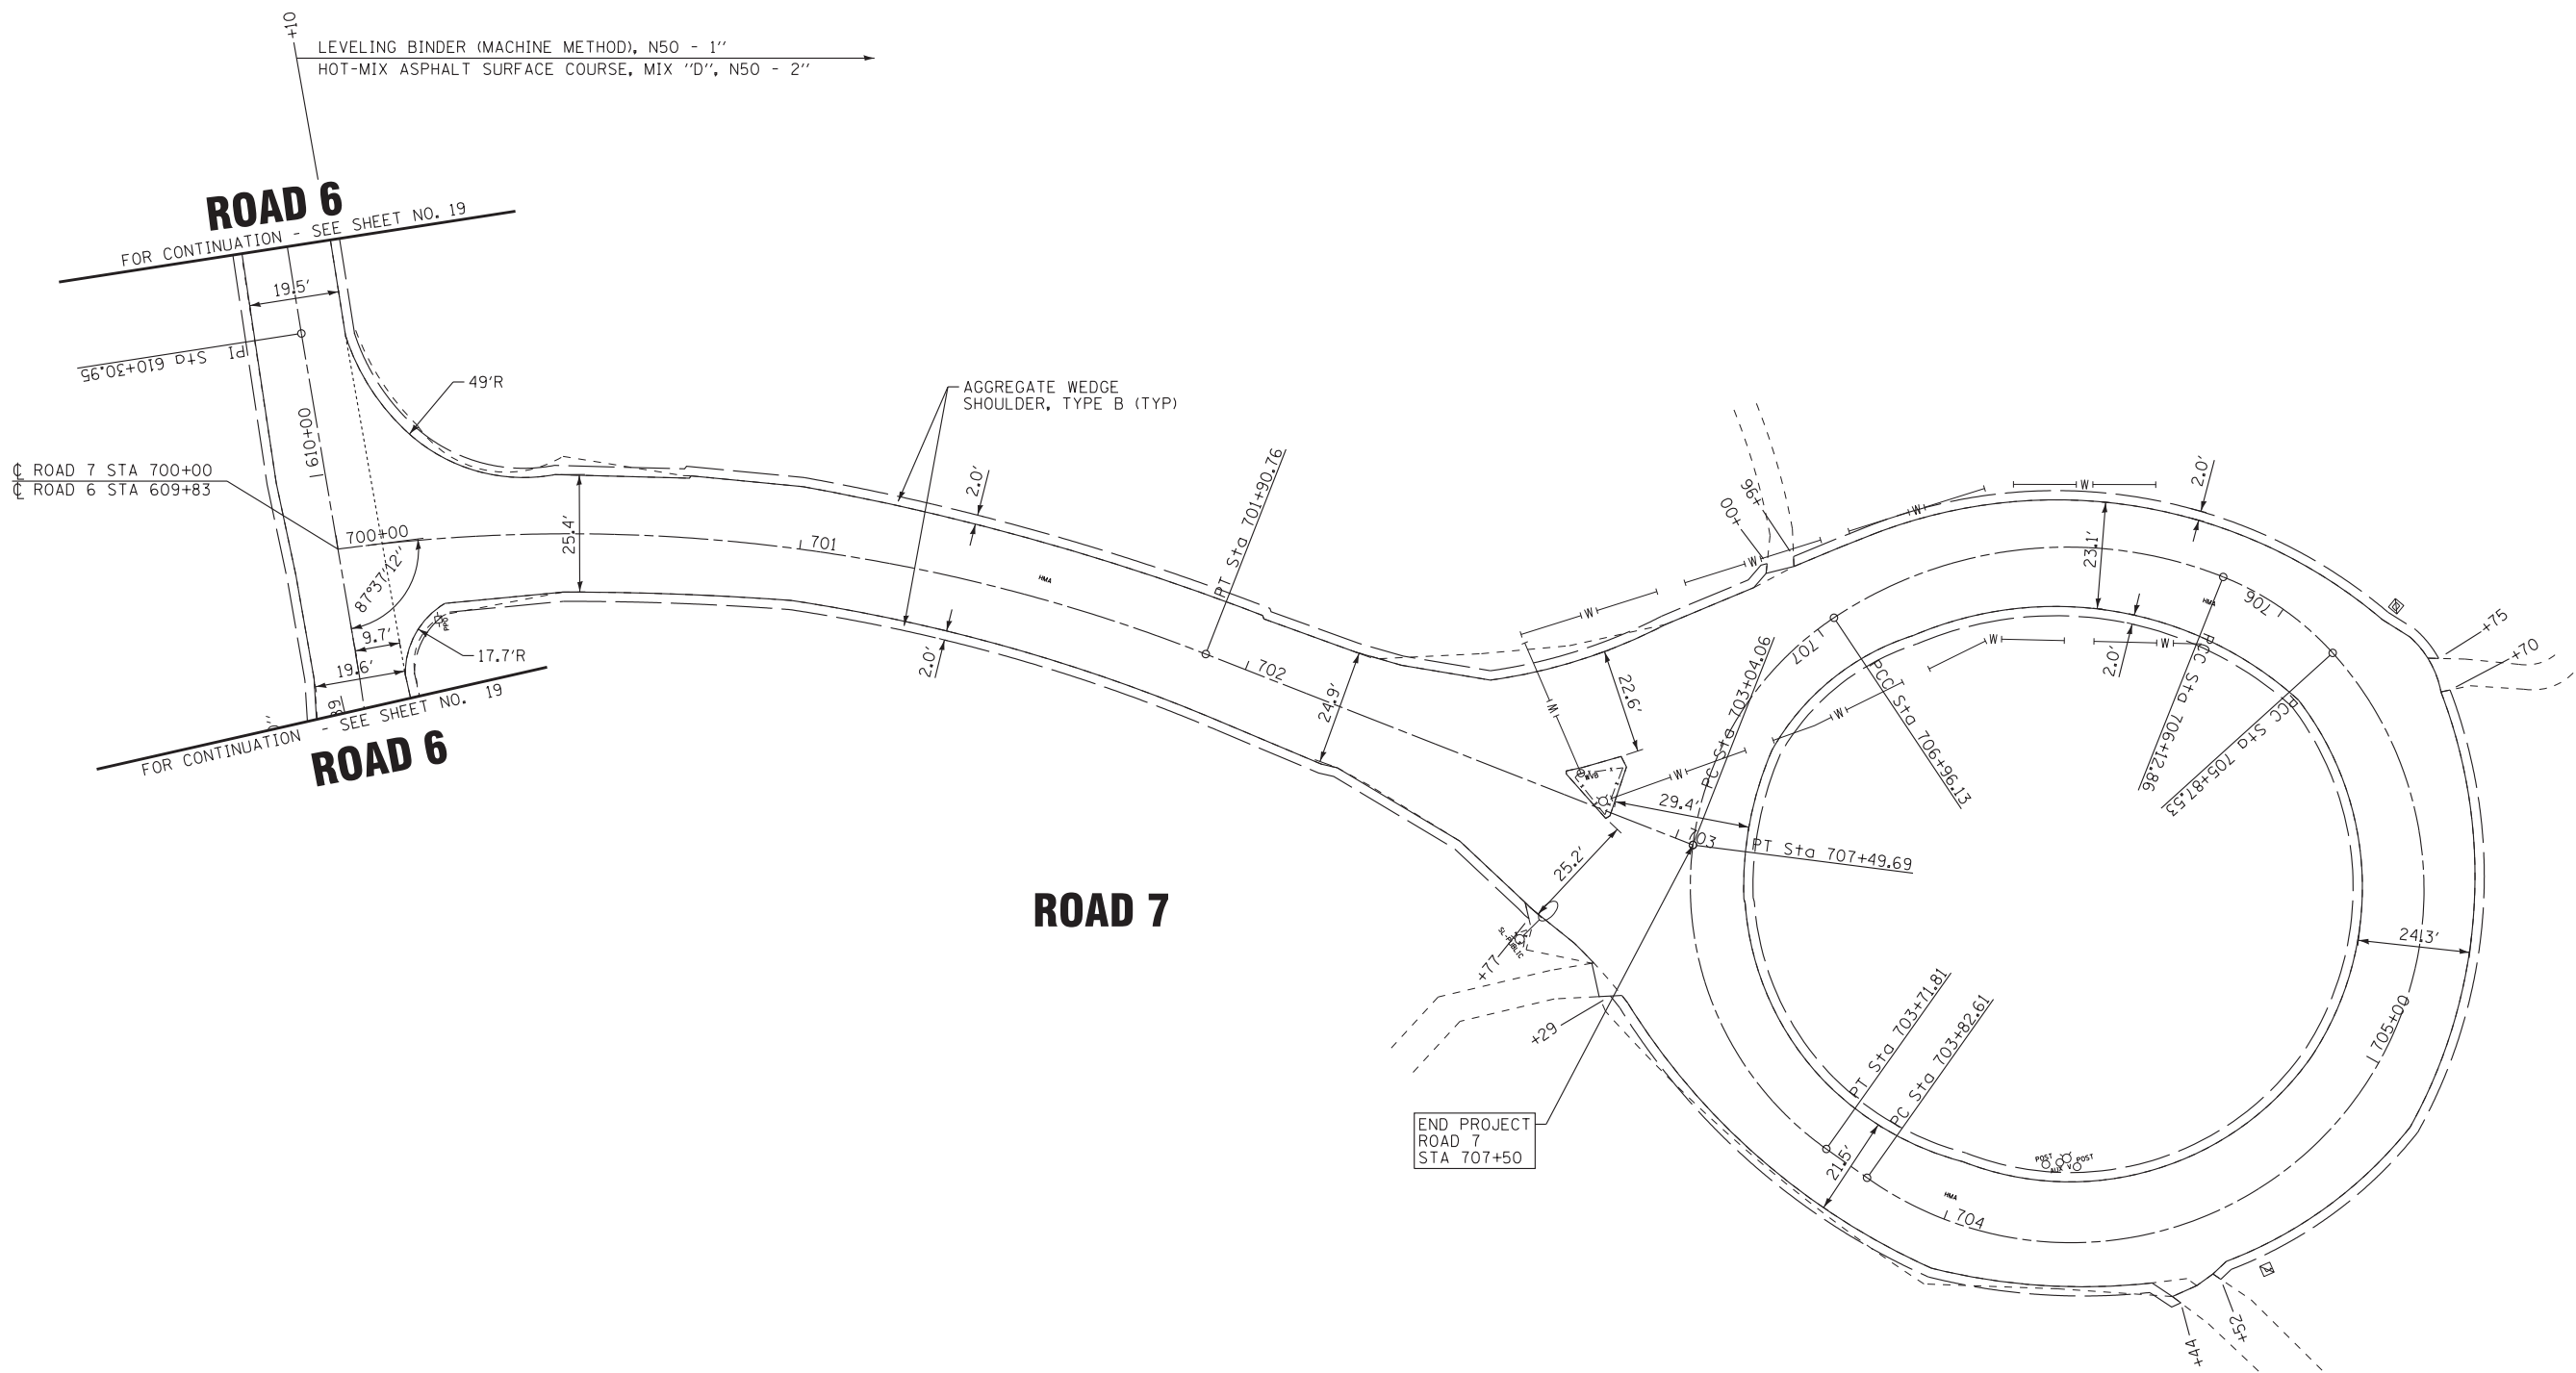 +10
LEVELING BINDER (MACHINE METHOD), N50 - 1"
HOT-MIX ASPHALT SURFACE COURSE, MIX "D", N50 - 2"
ROAD 6
FOR CONTINUATION - SEE SHEET NO. 19
19.5'
PI Sta 610+30.95
610+00
49'R
AGGREGATE WEDGE
SHOULDER, TYPE B (TYP)
℄ ROAD 7 STA 700+00
℄ ROAD 6 STA 609+83
700+00
87°37'12"
9.7'
19.6'
17.7'R
FOR CONTINUATION - SEE SHEET NO. 19
ROAD 6
25.4'
701
2.0'
2.0'
HMA
PT Sta 701+90.76
702
24.9'
W
W
W
W
W
22.6'
W
W
29.4'
703
PC Sta 703+04.06
PT Sta 707+49.69
25.2'
+77
+29
ROAD 7
END PROJECT
ROAD 7
STA 707+50
+00
+96
707
PCC Sta 706+96.13
23.1'
2.0'
2.0'
HMA
706
W
W
W
PCC Sta 706+12.86
PCC Sta 705+87.53
+75
+70
24.3'
705+00
PT Sta 703+71.81
PC Sta 703+82.61
21.5'
HMA
704
POST
POST
+44
+52